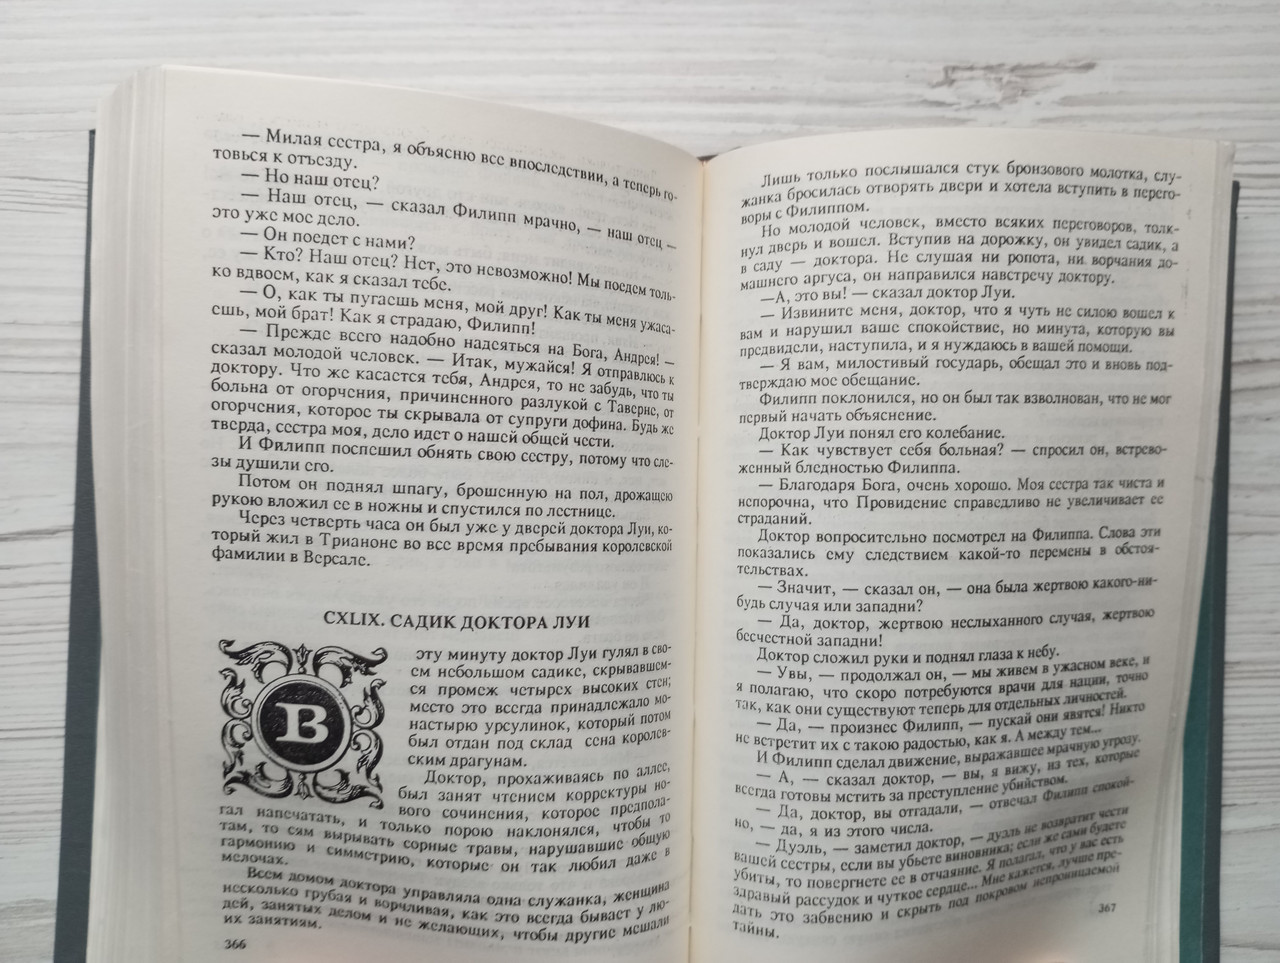 — Милая сестра, я объясню все впоследствии, а теперь го-
товься к отъезду.
— Но наш отец?
— Наш отец, — сказал Филипп мрачно, — наш отец —
это уже мое дело.
— Он поедет с нами?
— Кто? Наш отец? Нет, это невозможно! Мы поедем толь-
ко вдвоем, как я сказал тебе.
— О, как ты пугаешь меня, мой друг! Как ты меня ужаса-
ешь, мой брат! Как я страдаю, Филипп!
— Прежде всего надобно надеяться на Бога, Андрея! —
сказал молодой человек. — Итак, мужайся! Я отправлюсь к
доктору. Что же касается тебя, Андрея, то не забудь, что ты
больна от огорчения, причиненного разлукой с Таверне, от
огорчения, которое ты скрывала от супруги дофина. Будь же
тверда, сестра моя, дело идет о нашей общей чести.
И Филипп поспешил обнять свою сестру, потому что сле-
зы душили его.
Потом он поднял шпагу, брошенную на пол, дрожащею
рукою вложил ее в ножны и спустился по лестнице.
Через четверть часа он был уже у дверей доктора Луи, ко-
торый жил в Трианоне во все время пребывания королевской
фамилии в Версале.
CXLIX. САДИК ДОКТОРА ЛУИ
В эту минуту доктор Луи гулял в сво-
ем небольшом садике, скрывавшем-
ся промеж четырех высоких стен;
место это всегда принадлежало мо-
настырю урсулинок, который потом
был отдан под склад сена королев-
ским драгунам.
Доктор, прохаживаясь по аллее,
был занят чтением корректуры но-
вого сочинения, которое предпола-
гал напечатать, и только порою наклонялся, чтобы то
там, то сям вырывать сорные травы, нарушавшие общую
гармонию и симметрию, которые он так любил даже в
мелочах.
Всем домом доктора управляла одна служанка, женщина
несколько грубая и ворчливая, как это всегда бывает у лю-
дей, занятых делом и не желающих, чтобы другие мешали
их занятиям.
366
Лишь только послышался стук бронзового молотка, слу-
жанка бросилась отворять двери и хотела вступить в перего-
воры с Филиппом.
Но молодой человек, вместо всяких переговоров, толк-
нул дверь и вошел. Вступив на дорожку, он увидел садик, а
в саду — доктора. Не слушая ни ропота, ни ворчания до-
машнего аргуса, он направился навстречу доктору.
—А, это вы! — сказал доктор Луи.
— Извините меня, доктор, что я чуть не силою вошел к
вам и нарушил ваше спокойствие, но минута, которую вы
предвидели, наступила, и я нуждаюсь в вашей помощи.
— Я вам, милостивый государь, обещал это и вновь под-
тверждаю мое обещание.
Филипп поклонился, но он был так взволнован, что не мог
первый начать объяснение.
Доктор Луи понял его колебание.
— Как чувствует себя больная? — спросил он, встрево-
женный бледностью Филиппа.
— Благодаря Бога, очень хорошо. Моя сестра так чиста и
непорочна, что Провидение справедливо не увеличивает ее
страданий.
Доктор вопросительно посмотрел на Филиппа. Слова эти
показались ему следствием какой-то перемены в обстоя-
тельствах.
— Значит, — сказал он, — она была жертвою какого-ни-
будь случая или западни?
— Да, доктор, жертвою неслыханного случая, жертвою
бесчестной западни!
Доктор сложил руки и поднял глаза к небу.
— Увы, — продолжал он, — мы живем в ужасном веке, и
я полагаю, что скоро потребуются врачи для нации, точно
так, как они существуют теперь для отдельных личностей.
— Да, — произнес Филипп, — пускай они явятся! Никто
не встретит их с такою радостью, как я. А между тем...
И Филипп сделал движение, выражавшее мрачную угрозу.
— А, — сказал доктор, — вы, я вижу, из тех, которые
всегда готовы мстить за преступление убийством.
— Да, доктор, вы отгадали, — отвечал Филипп спокой-
но, — да, я из этого числа.
— Дуэль, — заметил доктор, — дуэль не возвратит чести
вашей сестры, если вы убьете виновника; если же сами будете
убиты, то повергнете ее в отчаяние. Я полагал, что у вас есть
здравый рассудок и чуткое сердце... Мне кажется, лучше пре-
дать это забвению и скрыть под покровом непроницаемой
тайны.
367